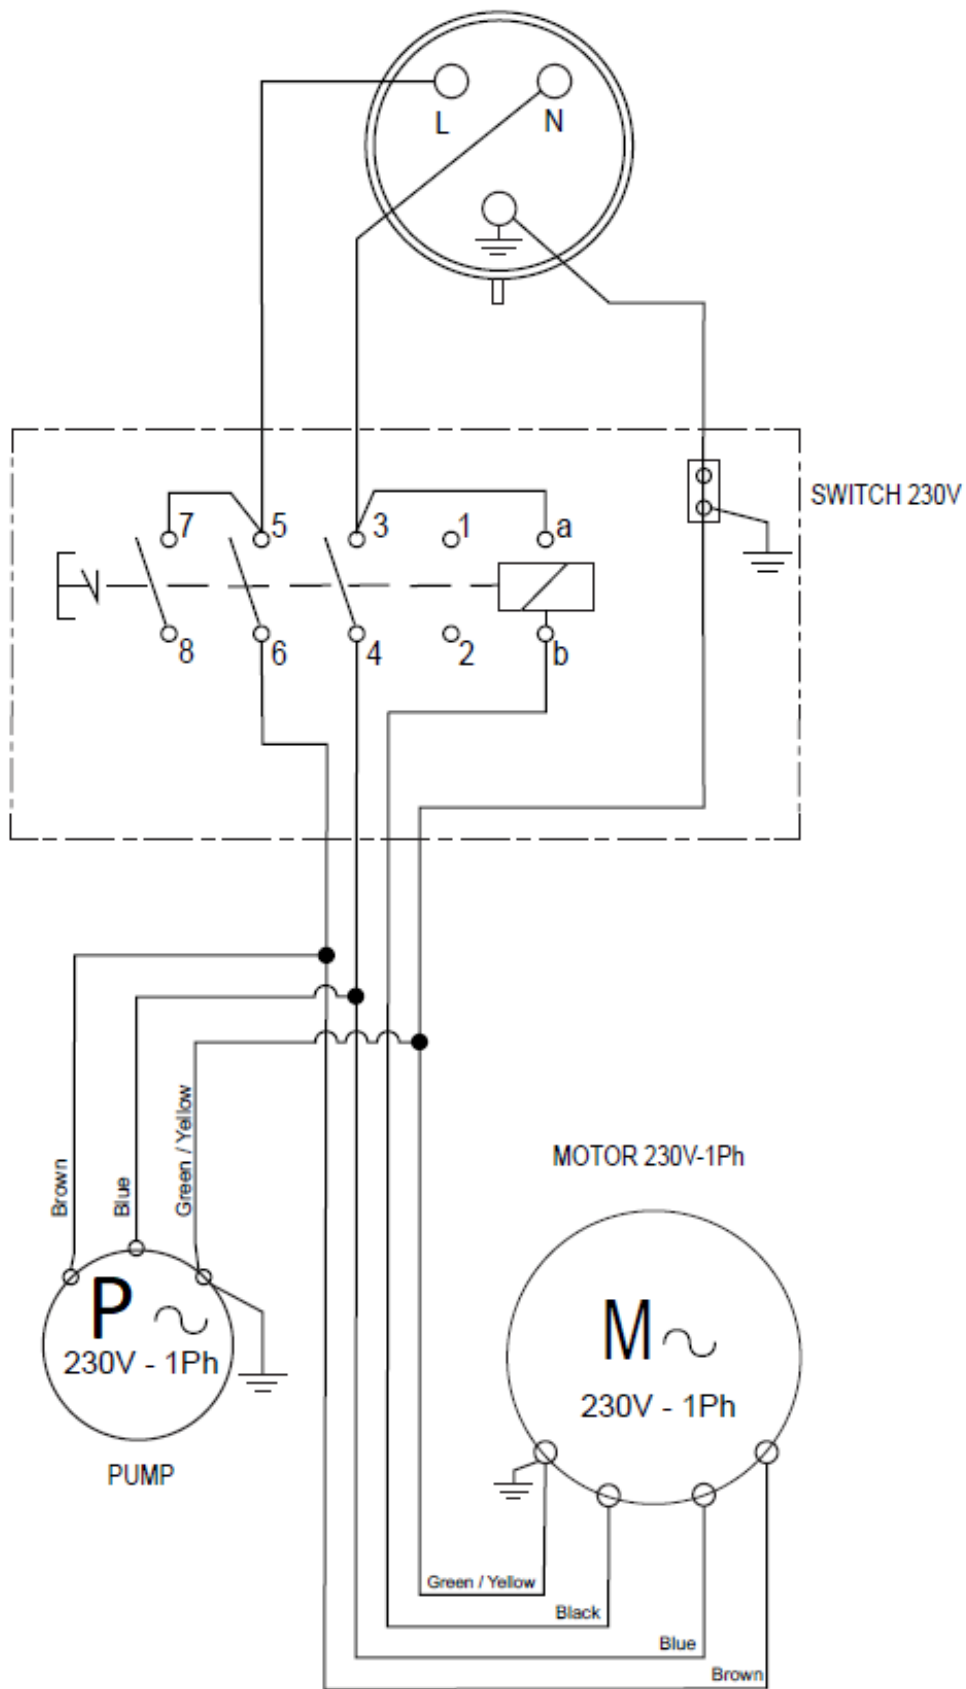 L
N
SWITCH 230V
7
5
3
1
a
8
6
4
2
b
Brown
Blue
Green / Yellow
MOTOR 230V-1Ph
P
230V - 1Ph
M
230V - 1Ph
PUMP
Green / Yellow
Black
Blue
Brown